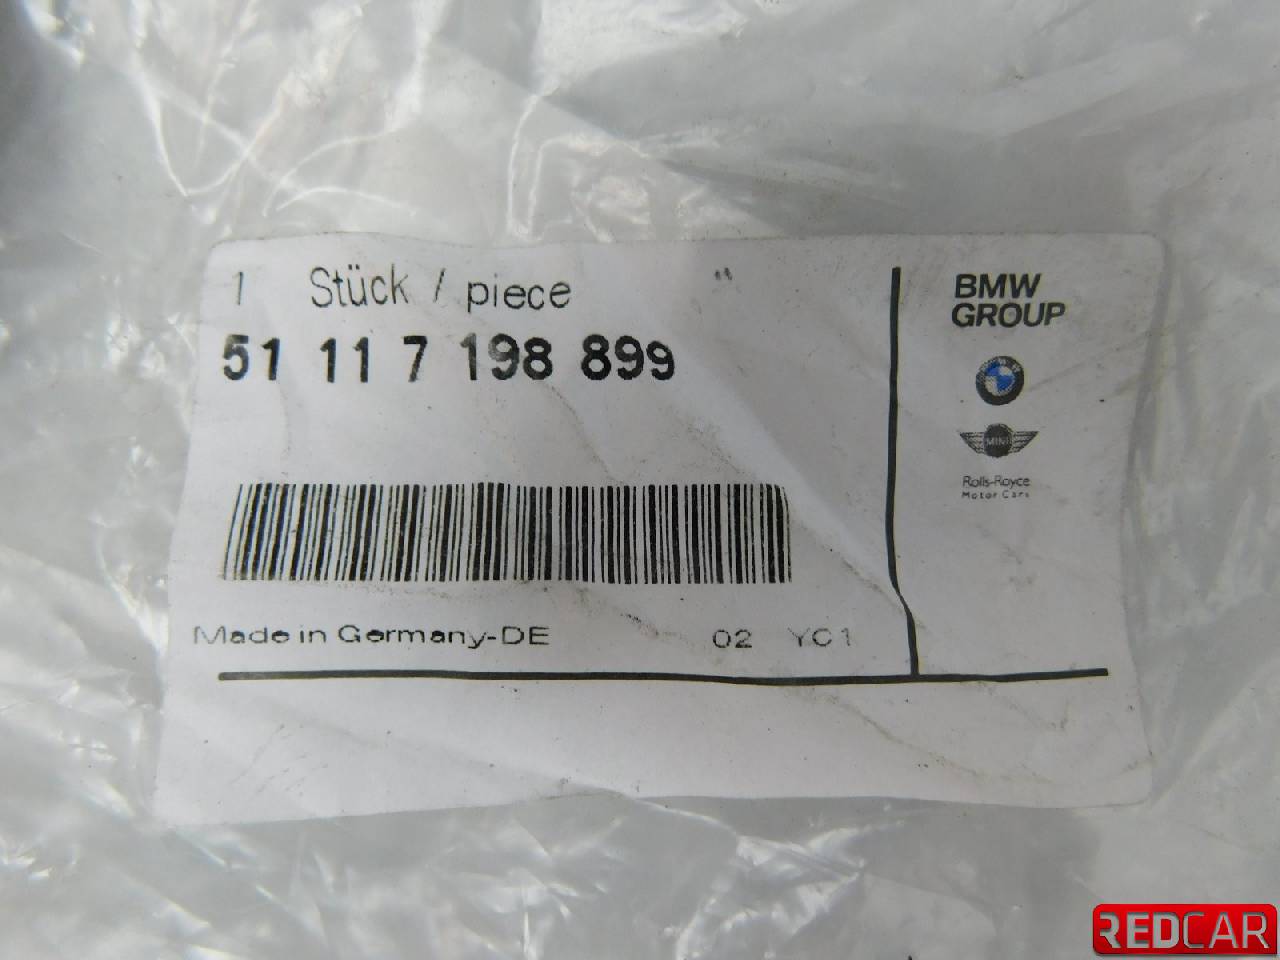 1 Stück / piece "
51 11 7 198 899
Made in Germany-DE 02 YC1
BMW
GROUP
MINI
Rolls-Royce
Motor Cars
REDCAR